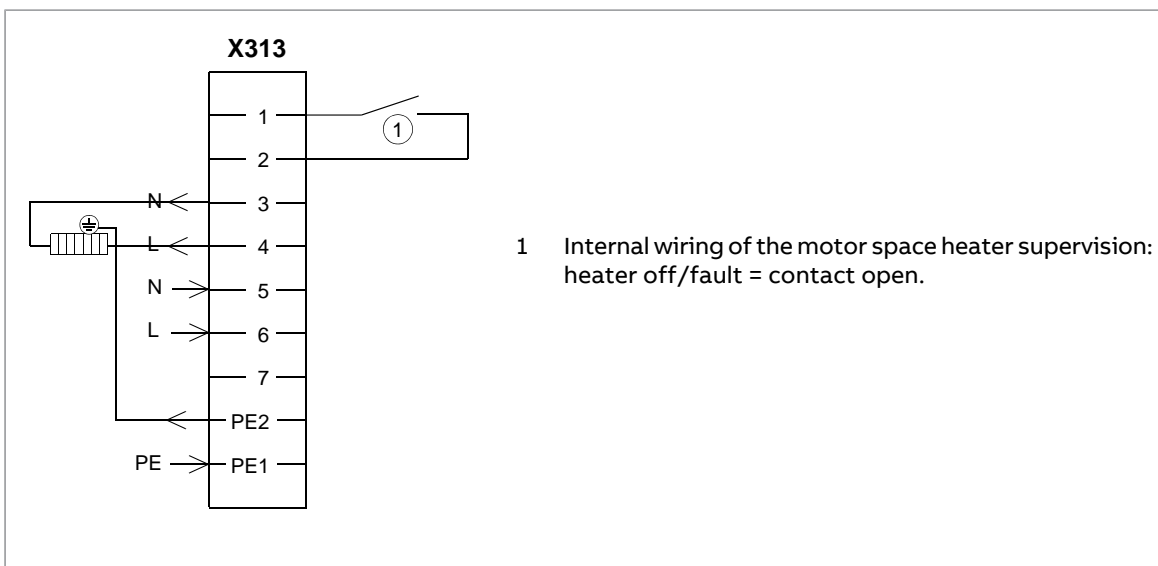 X313
1
1
2
N 3
L 4
1 Internal wiring of the motor space heater supervision:
heater off/fault = contact open.
N 5
L 6
7
PE2
PE PE1